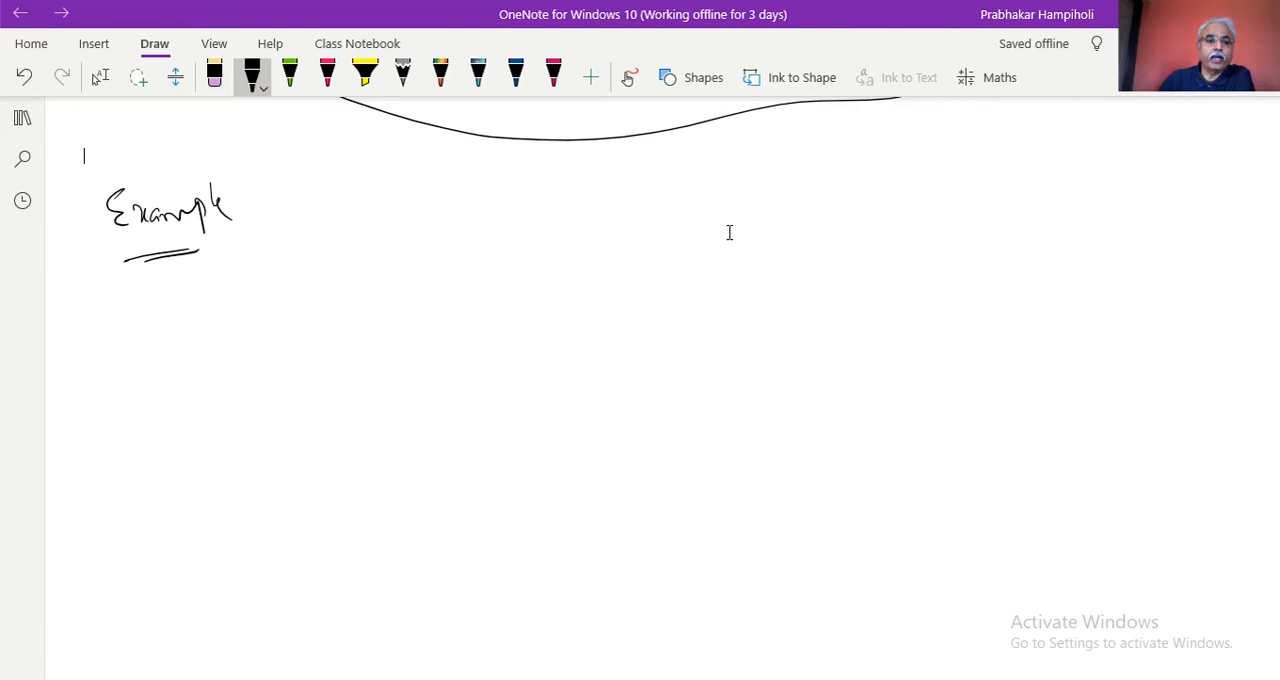 OneNote for Windows 10 (Working offline for 3 days)
Prabhakar Hampiholi
Home Insert Draw View Help Class Notebook
Saved offline
Shapes Ink to Shape Ink to Text Maths
Example
Activate Windows
Go to Settings to activate Windows.